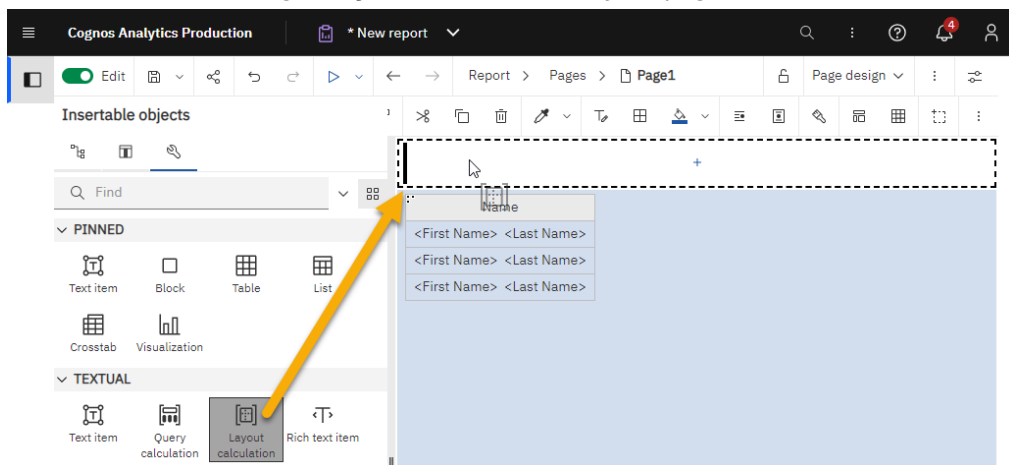 Cognos Analytics Production
* New report
4
Edit
Report > Pages > Page1
Page design
Insertable objects
Find
PINNED
Text item Block Table List
Crosstab Visualization
TEXTUAL
Text item Query calculation Layout calculation Rich text item
+
Name
<First Name> <Last Name>
<First Name> <Last Name>
<First Name> <Last Name>